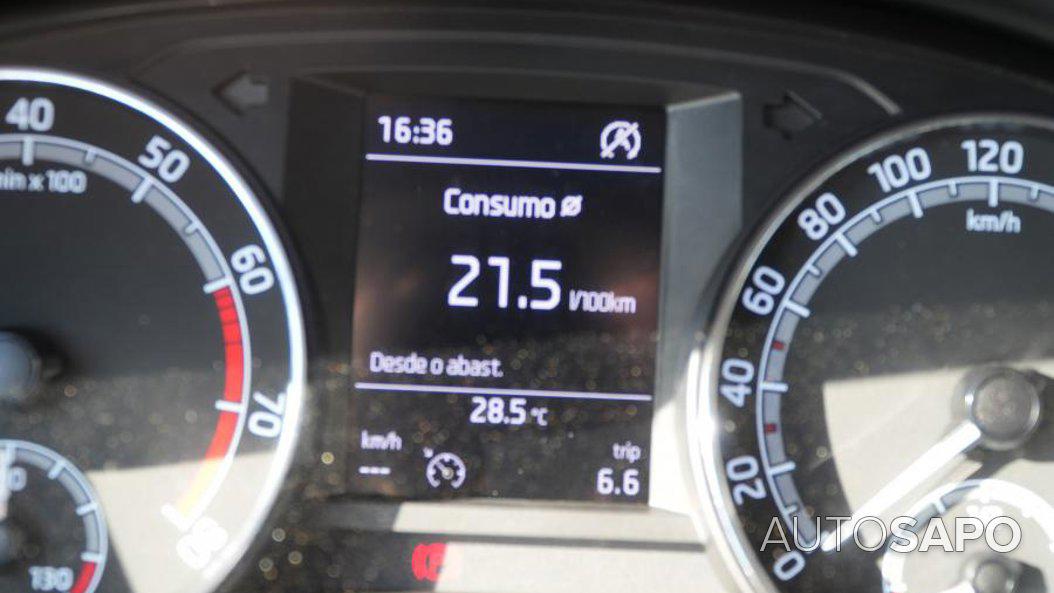 16:36
Consumo ø
21.5 l/100km
Desde o abast.
28.5 °C
km/h
---
trip
6.6
40
50
60
70
x 100
130
0
20
40
60
80
100
120
km/h
AUTOSAPO